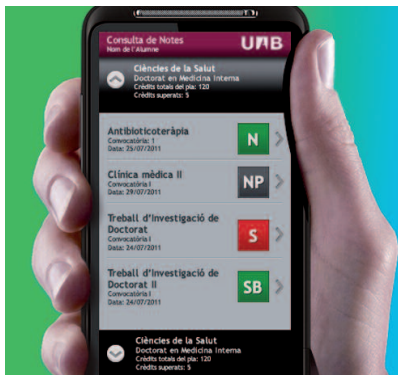 Consulta de Notes
Nom de l'Alumne
UAB
Ciències de la Salut
Doctorat en Medicina Interna
Crèdits totals del pla: 120
Crèdits superats: 5
Antibioticoteràpia
Convocatòria: 1
Data: 25/07/2011
N
Clínica mèdica II
Convocatòria I
Data: 29/07/2011
NP
Treball d'Investigació de
Doctorat
Convocatòria I
Data: 24/07/2011
S
Treball d'Investigació de
Doctorat II
Convocatòria I
Data: 24/07/2011
SB
Ciències de la Salut
Doctorat en Medicina Interna
Crèdits totals del pla: 120
Crèdits superats: 5